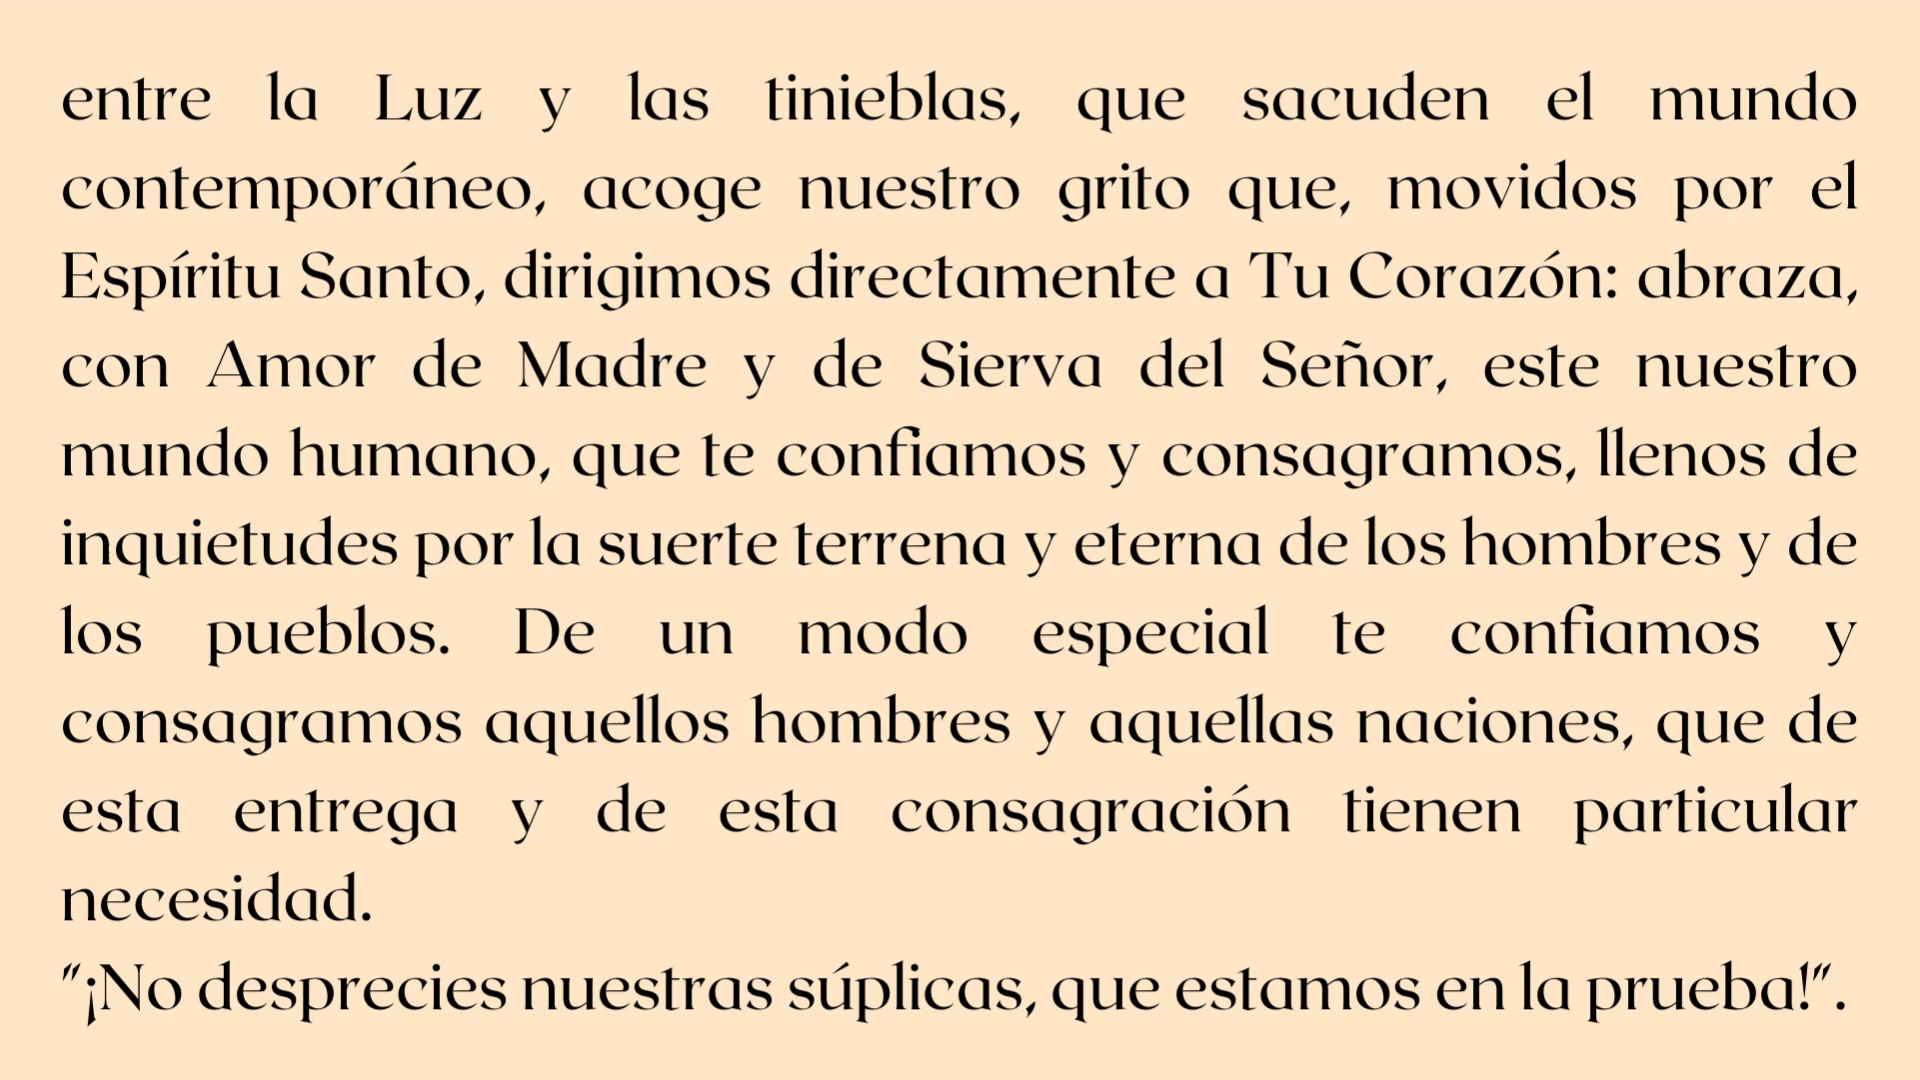 entre la Luz y las tinieblas, que sacuden el mundo
contemporáneo, acoge nuestro grito que, movidos por el
Espíritu Santo, dirigimos directamente a Tu Corazón: abraza,
con Amor de Madre y de Sierva del Señor, este nuestro
mundo humano, que te confiamos y consagramos, llenos de
inquietudes por la suerte terrena y eterna de los hombres y de
los pueblos. De un modo especial te confiamos y
consagramos aquellos hombres y aquellas naciones, que de
esta entrega y de esta consagración tienen particular
necesidad.
"¡No desprecies nuestras súplicas, que estamos en la prueba!".